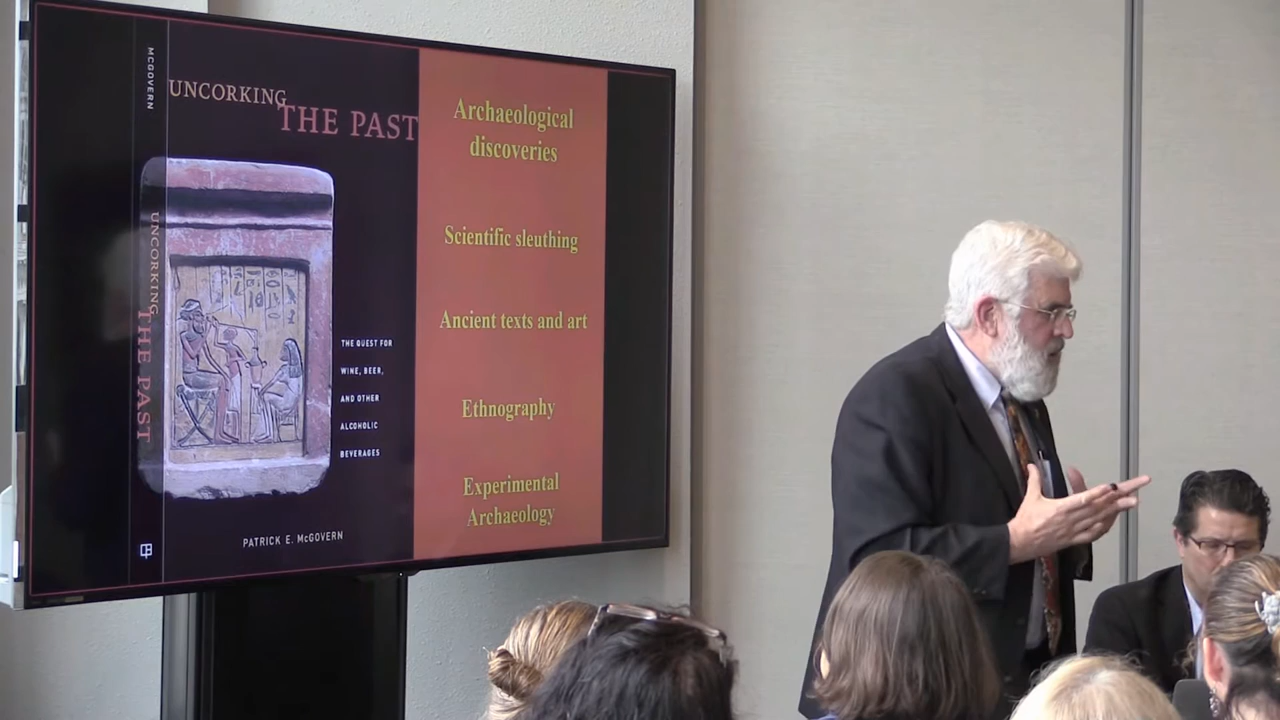 MCGOVERN
UNCORKING
THE PAST
UNCORKING
THE PAST
THE QUEST FOR
WINE, BEER,
AND OTHER
ALCOHOLIC
BEVERAGES
PATRICK E. McGOVERN
Archaeological
discoveries
Scientific sleuthing
Ancient texts and art
Ethnography
Experimental
Archaeology